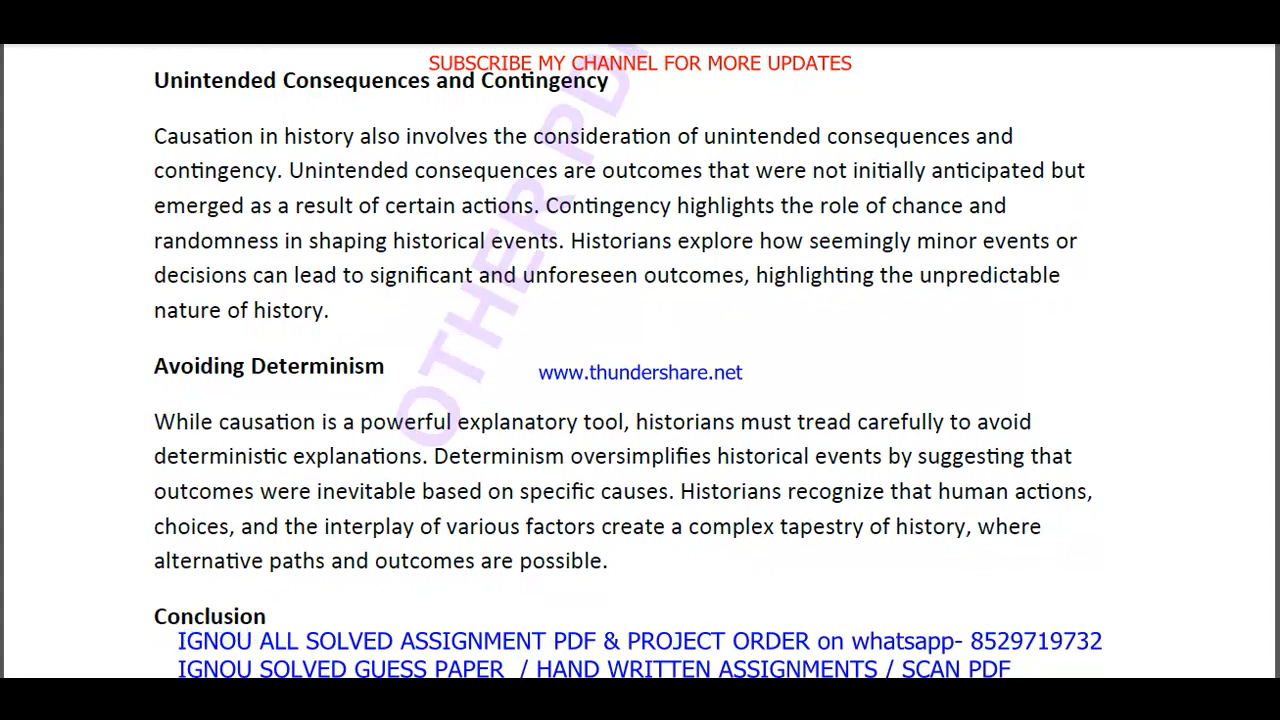 SUBSCRIBE MY CHANNEL FOR MORE UPDATES
Unintended Consequences and Contingency
Causation in history also involves the consideration of unintended consequences and
contingency. Unintended consequences are outcomes that were not initially anticipated but
emerged as a result of certain actions. Contingency highlights the role of chance and
randomness in shaping historical events. Historians explore how seemingly minor events or
decisions can lead to significant and unforeseen outcomes, highlighting the unpredictable
nature of history.
Avoiding Determinism
www.thundershare.net
While causation is a powerful explanatory tool, historians must tread carefully to avoid
deterministic explanations. Determinism oversimplifies historical events by suggesting that
outcomes were inevitable based on specific causes. Historians recognize that human actions,
choices, and the interplay of various factors create a complex tapestry of history, where
alternative paths and outcomes are possible.
Conclusion
IGNOU ALL SOLVED ASSIGNMENT PDF & PROJECT ORDER on whatsapp- 8529719732
IGNOU SOLVED GUESS PAPER / HAND WRITTEN ASSIGNMENTS / SCAN PDF
OTHER